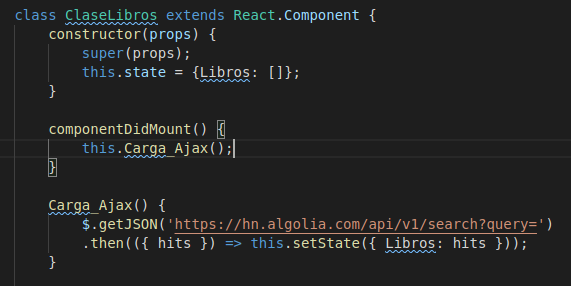 class ClaseLibros extends React.Component {
constructor(props) {
super(props);
this.state = {Libros: []};
}
componentDidMount() {
this.Carga_Ajax();
}
Carga_Ajax() {
$.getJSON('https://hn.algolia.com/api/v1/search?query=')
.then(({ hits }) => this.setState({ Libros: hits }));
}